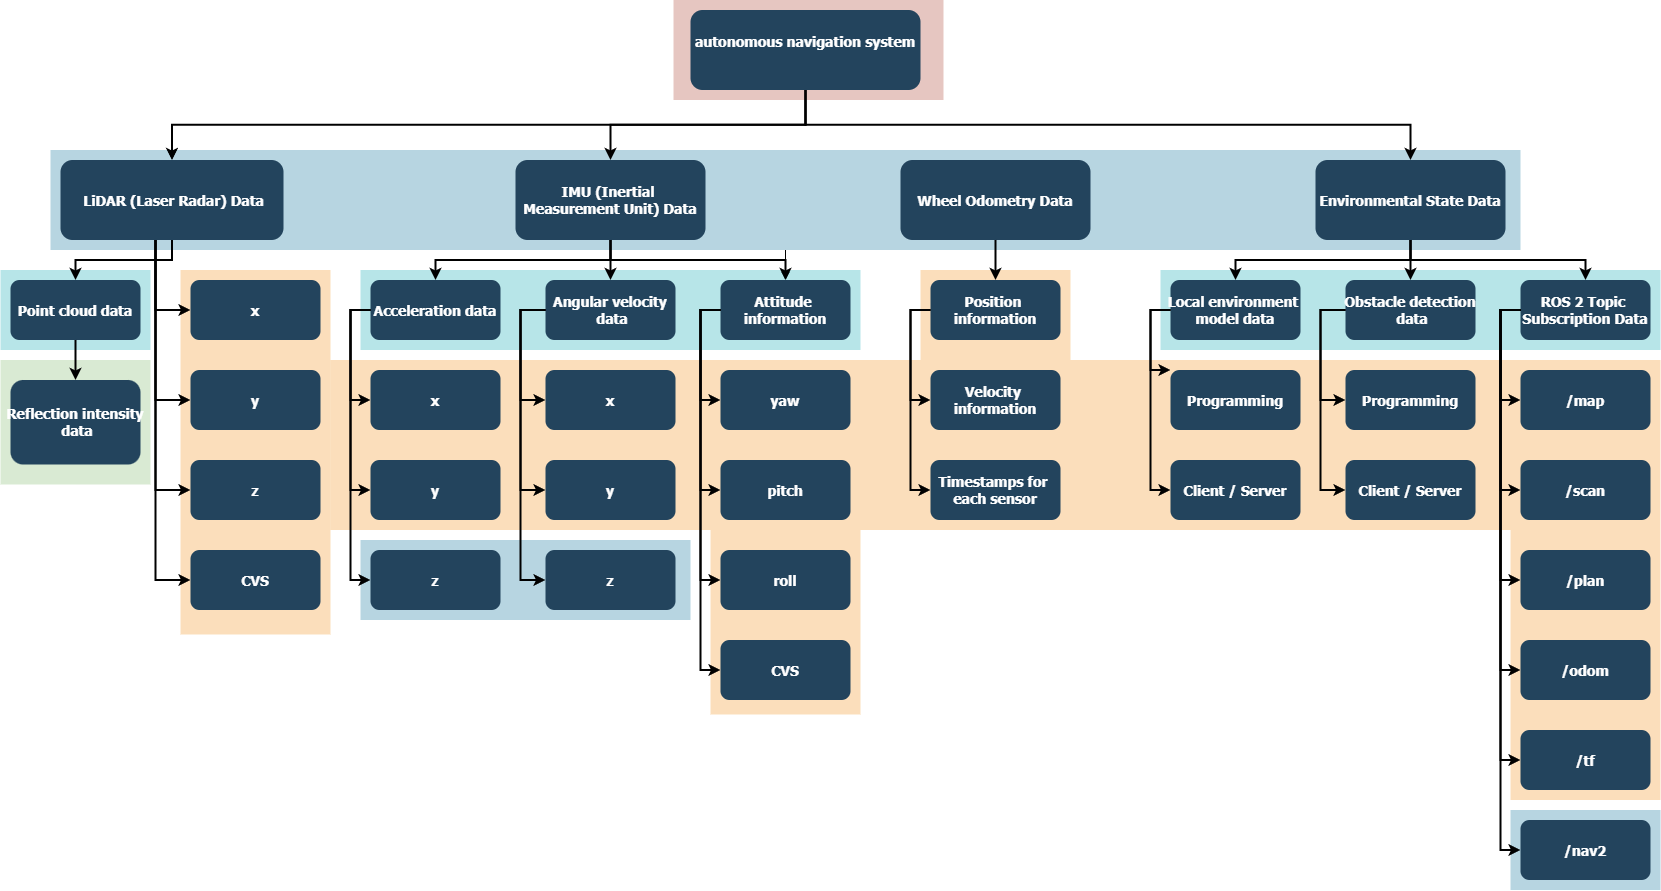 autonomous navigation system
LiDAR (Laser Radar) Data
IMU (Inertial
Measurement Unit) Data
Wheel Odometry Data
Environmental State Data
Point cloud data
x
Acceleration data
Angular velocity
data
Attitude
information
Position
information
Local environment
model data
Obstacle detection
data
ROS 2 Topic
Subscription Data
Reflection intensity
data
y
x
x
yaw
Velocity
information
Programming
Programming
/map
z
y
y
pitch
Timestamps for
each sensor
Client / Server
Client / Server
/scan
CVS
z
z
roll
/plan
CVS
/odom
/tf
/nav2